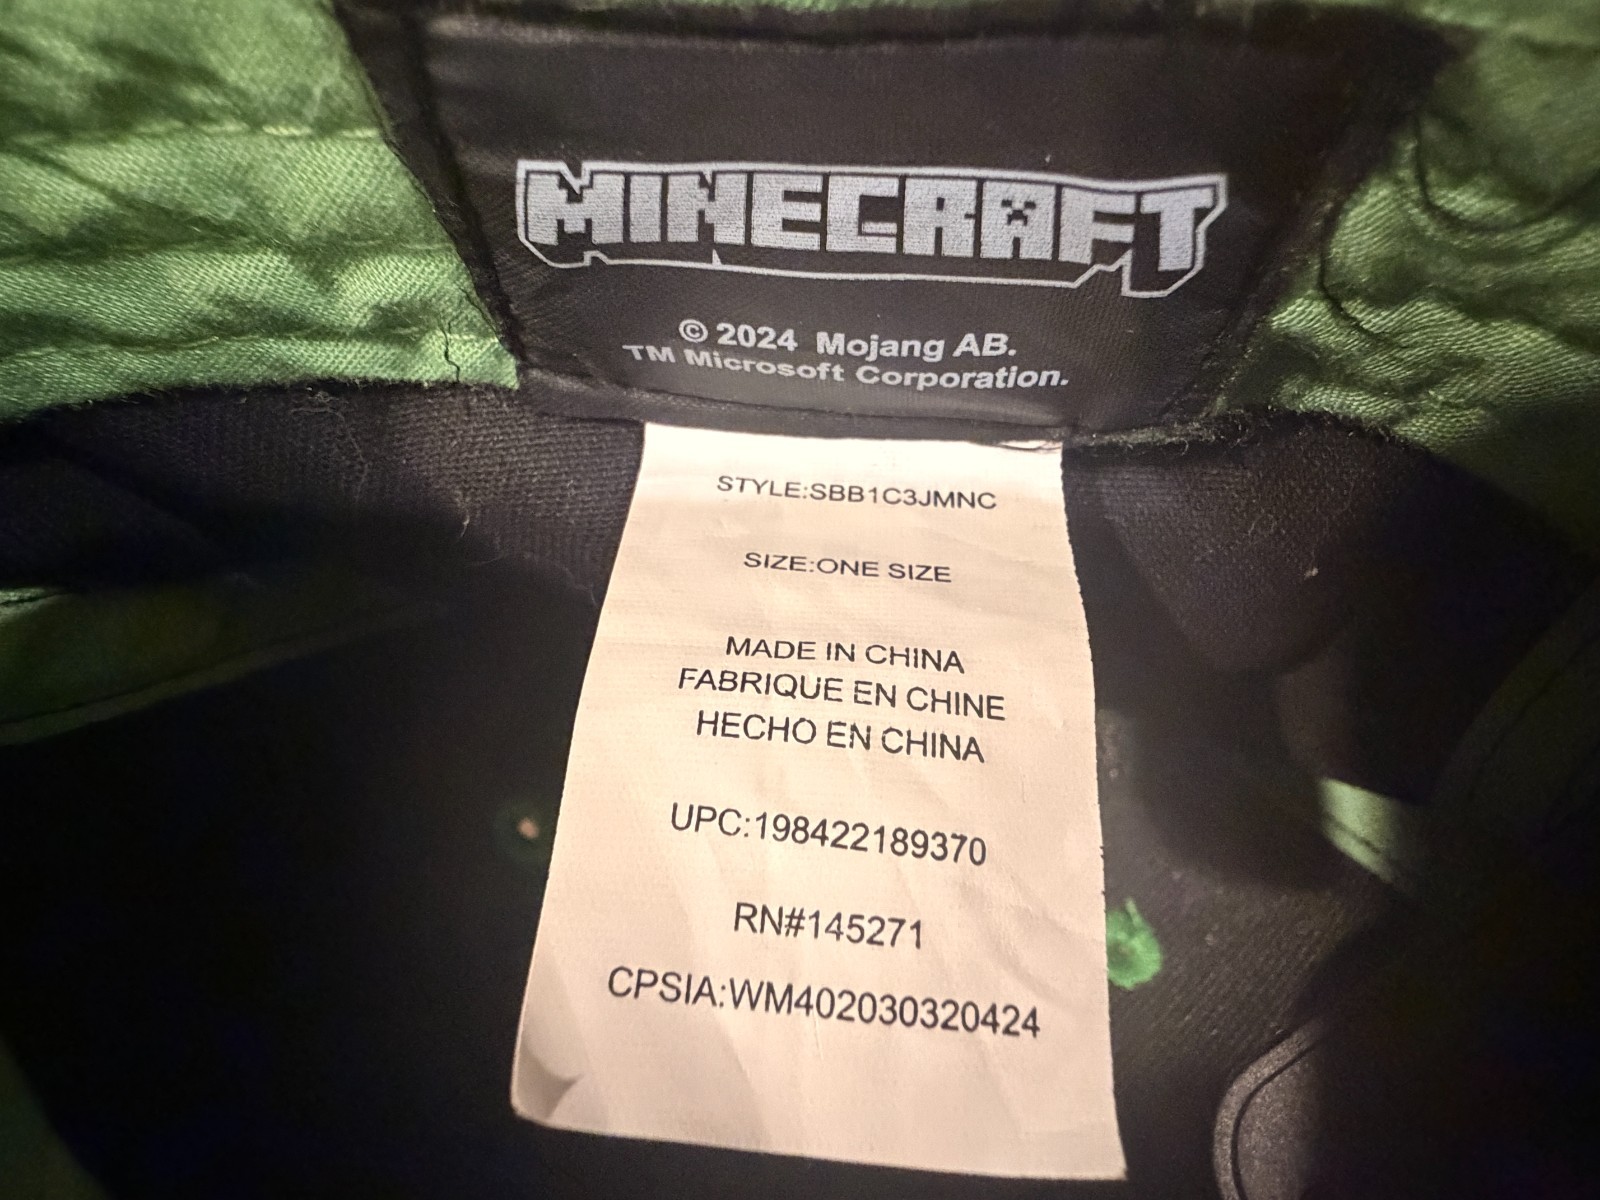 MINECRAFT
© 2024 Mojang AB.
TM Microsoft Corporation.
STYLE:SBB1C3JMNC
SIZE:ONE SIZE
MADE IN CHINA
FABRIQUE EN CHINE
HECHO EN CHINA
UPC:198422189370
RN#145271
CPSIA:WM402030320424